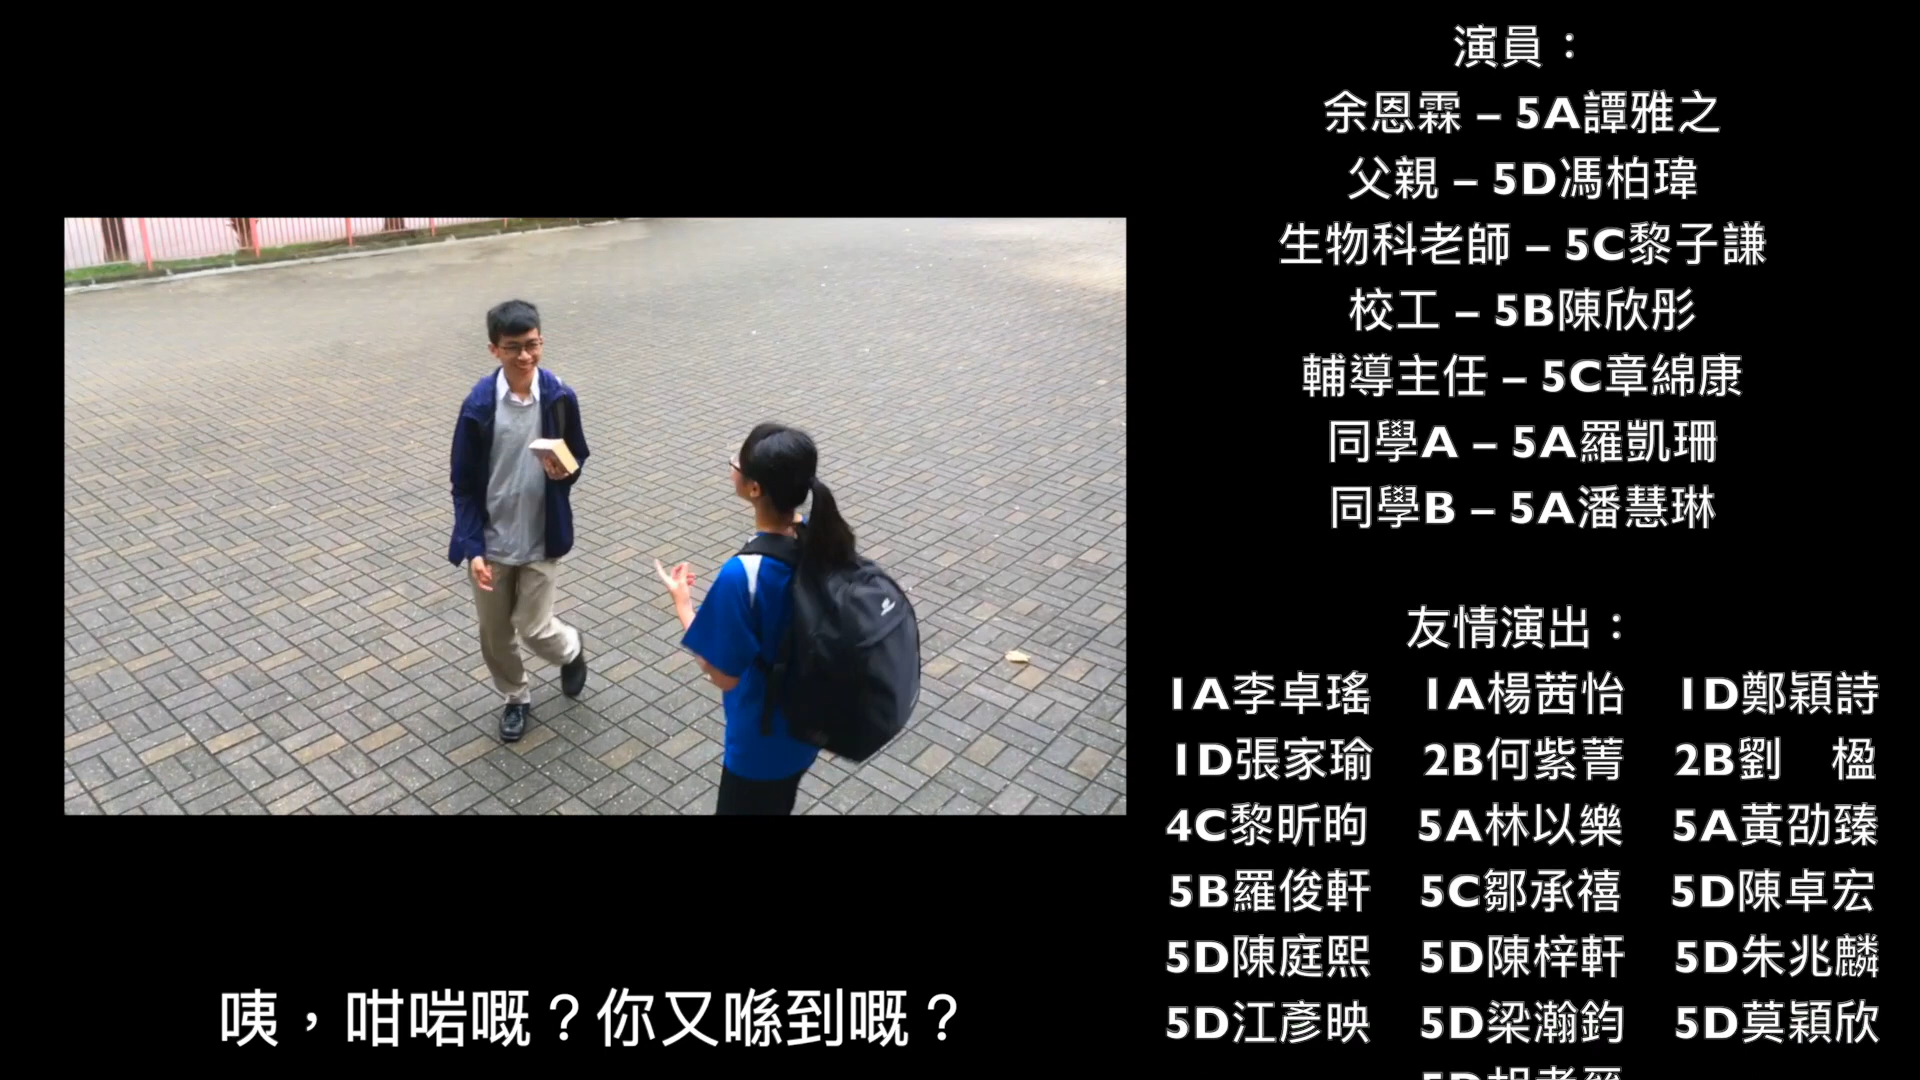 演員：
余恩霖 – 5A譚雅之
父親 – 5D馮柏瑋
生物科老師 – 5C黎子謙
校工 – 5B陳欣彤
輔導主任 – 5C章綿康
同學A – 5A羅凱珊
同學B – 5A潘慧琳
友情演出：
1A李卓瑤 1A楊茜怡 1D鄭穎詩
1D張家瑜 2B何紫菁 2B劉　楹
4C黎昕昫 5A林以樂 5A黃劭臻
5B羅俊軒 5C鄒承禧 5D陳卓宏
5D陳庭熙 5D陳梓軒 5D朱兆麟
5D江彥映 5D梁瀚鈞 5D莫穎欣
咦，咁啱嘅？你又喺到嘅？